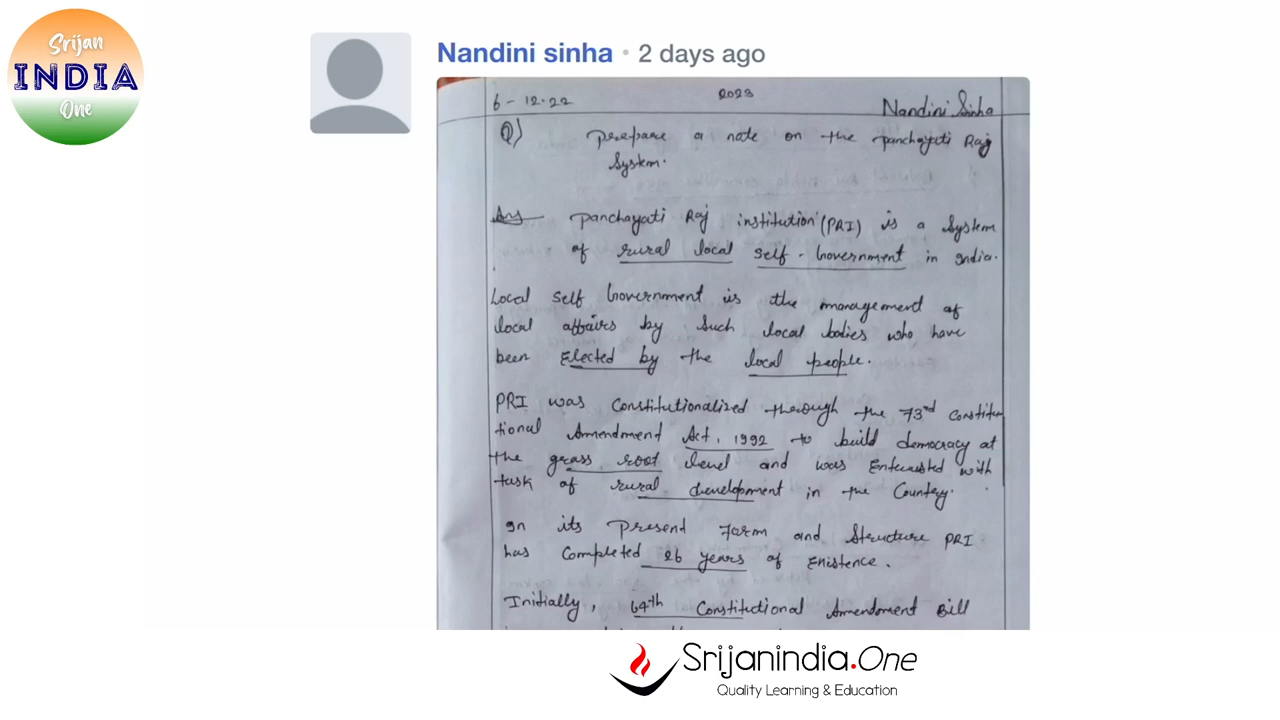 Srijan
INDIA
One
Nandini sinha · 2 days ago
6-12-22
2023
Nandini Sinha
Q) Prepare a note on the Panchayati Raj
System.
Ans Panchayati Raj institution (PRI) is a System
of rural local self-Government in India.
Local Self Government is the management of
local affairs by such local bodies who have
been Elected by the local people.
PRI was Constitutionalized through the 73rd Constitu
tional Amendment Act, 1992 to build democracy at
the grass root level and was Entrusted with
task of rural development in the Country.
In its Present Form and Structure PRI
has Completed 26 years of Existence.
Initially, 64th Constitutional Amendment Bill
Srijanindia.One
Quality Learning & Education